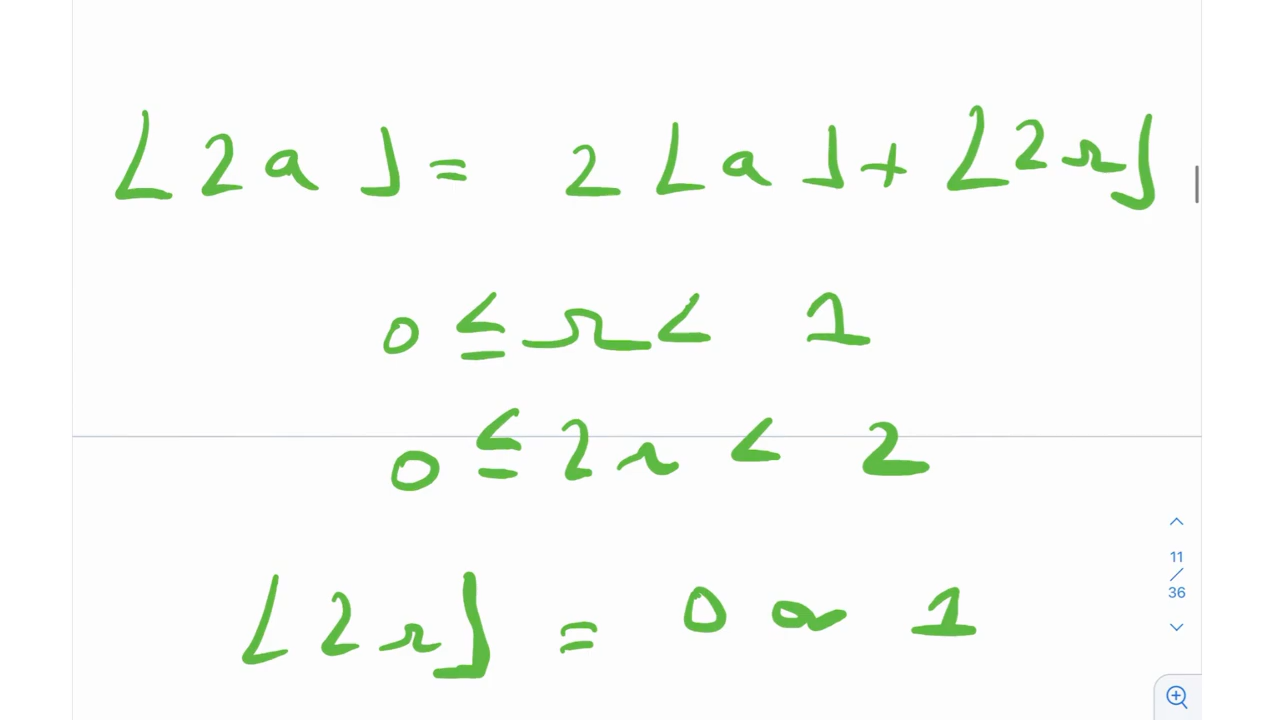 ⌊2a⌋ = 2⌊a⌋ + ⌊2r⌋
0 ≤ r < 1
0 ≤ 2r < 2
⌊2r⌋ = 0 or 1
11
/
36